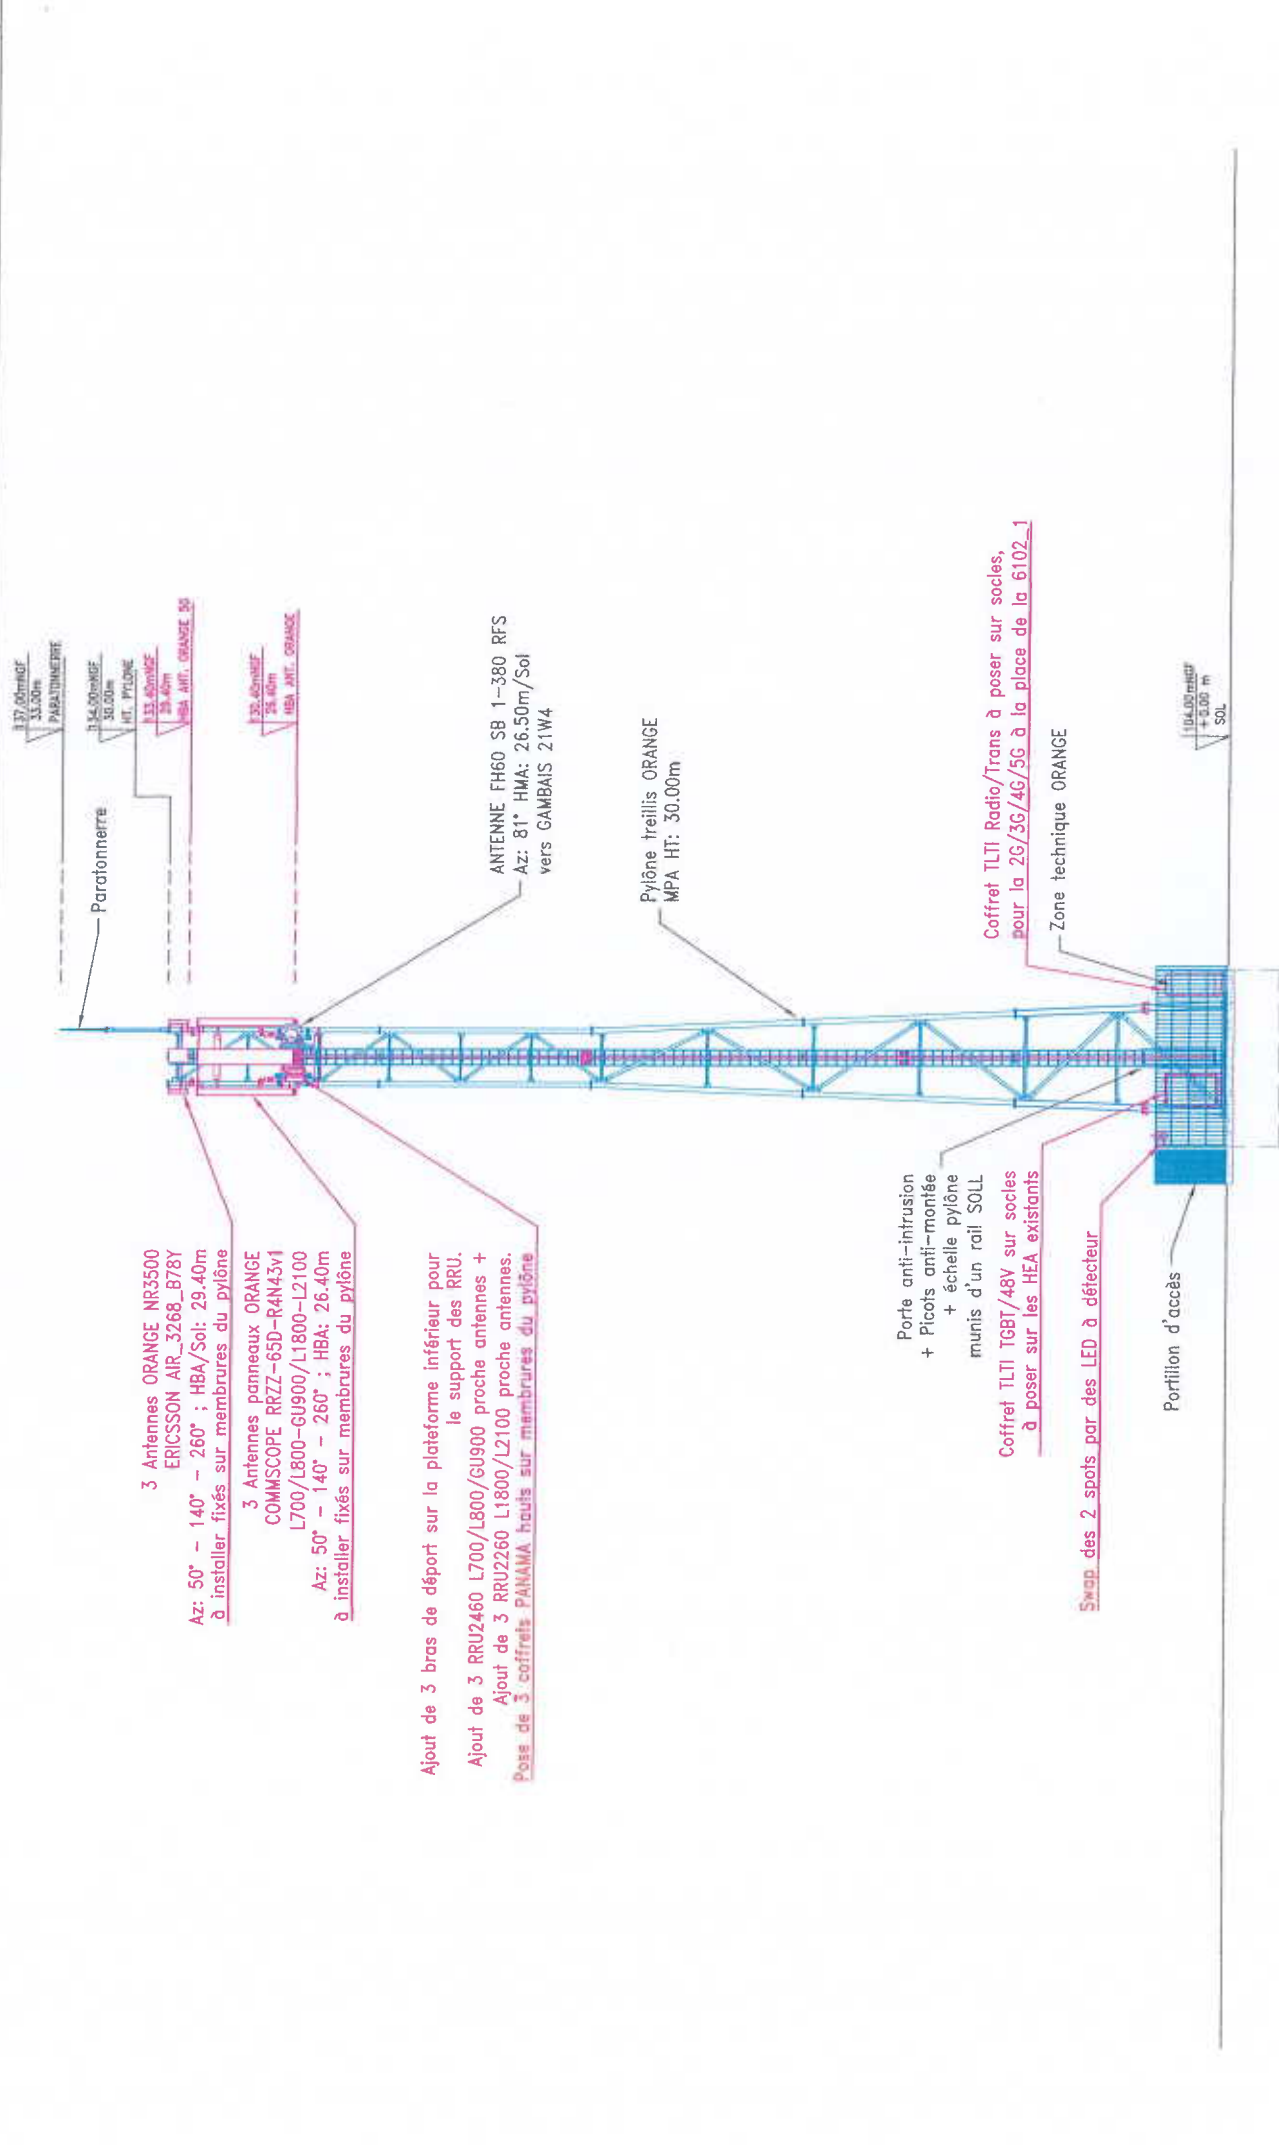 137.00mNGF
33.00m
PARATONNERRE
134.00mNGF
30.00m
HT. PYLONE
133.40mNGF
29.40m
HBA ANT. ORANGE 5G
130.40mNGF
26.40m
HBA ANT. ORANGE
Paratonnerre
3 Antennes ORANGE NR3500
ERICSSON AIR_3268_B78Y
Az: 50° - 140° - 260° ; HBA/Sol: 29.40m
à installer fixés sur membrures du pylône
3 Antennes panneaux ORANGE
COMMSCOPE RRZZ-65D-R4N43v1
L700/L800-GU900/L1800-L2100
Az: 50° - 140° - 260° ; HBA: 26.40m
à installer fixés sur membrures du pylône
Ajout de 3 bras de déport sur la plateforme inférieur pour
le support des RRU.
Ajout de 3 RRU2460 L700/L800/GU900 proche antennes +
Ajout de 3 RRU2260 L1800/L2100 proche antennes.
Pose de 3 coffrets PANAMA hauts sur membrures du pylône
ANTENNE FH60 SB 1-380 RFS
Az: 81° HMA: 26.50m/Sol
vers GAMBAIS 21W4
Pylône treillis ORANGE
MPA HT: 30.00m
Porte anti-intrusion
+ Picots anti-montée
+ échelle pylône
munis d'un rail SOLL
Coffret TLTI TGBT/48V sur socles
à poser sur les HEA existants
Swap des 2 spots par des LED à détecteur
Portillon d'accès
Coffret TLTI Radio/Trans à poser sur socles,
pour la 2G/3G/4G/5G à la place de la 6102_1
Zone technique ORANGE
104.00mNGF
+0.00 m
SOL